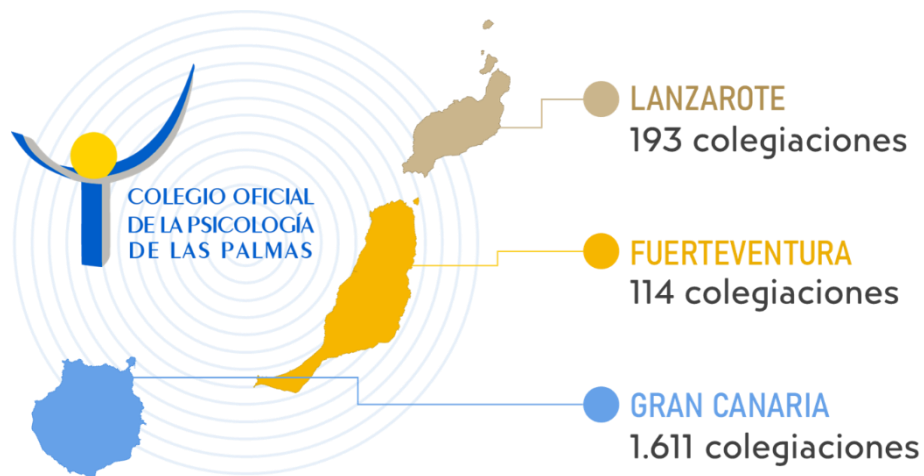 COLEGIO OFICIAL
DE LA PSICOLOGÍA
DE LAS PALMAS
LANZAROTE
193 colegiaciones
FUERTEVENTURA
114 colegiaciones
GRAN CANARIA
1.611 colegiaciones